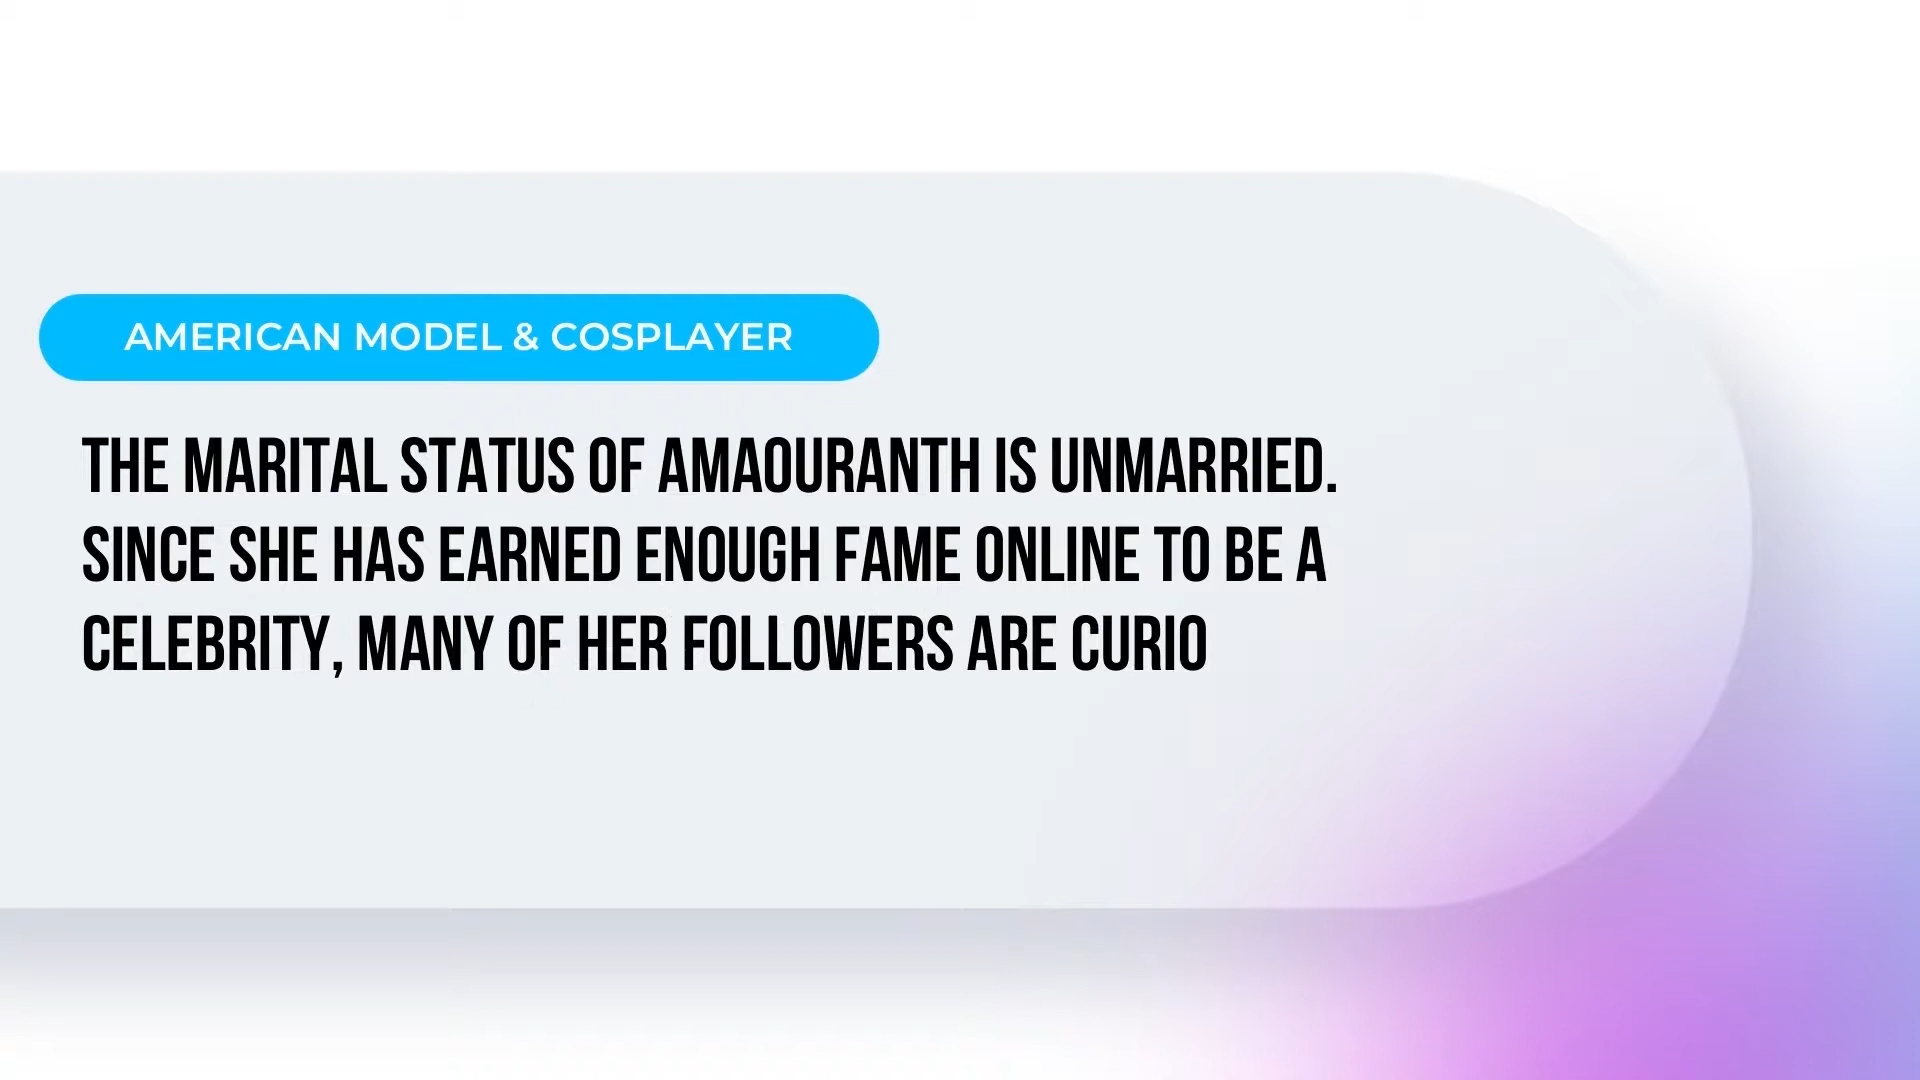 AMERICAN MODEL & COSPLAYER
THE MARITAL STATUS OF AMAOURANTH IS UNMARRIED.
SINCE SHE HAS EARNED ENOUGH FAME ONLINE TO BE A
CELEBRITY, MANY OF HER FOLLOWERS ARE CURIO